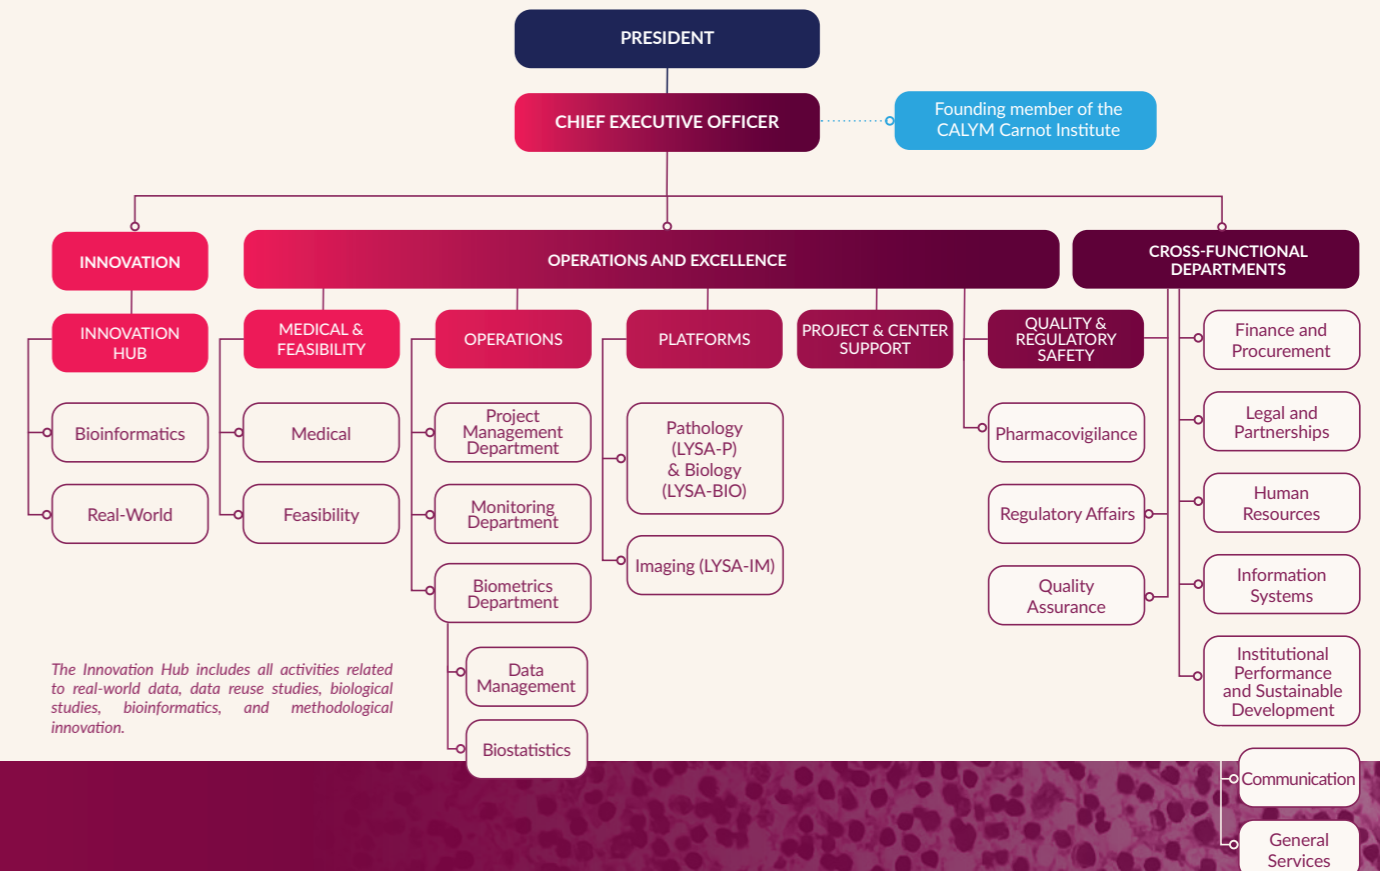 PRESIDENT
CHIEF EXECUTIVE OFFICER
Founding member of the
CALYM Carnot Institute
INNOVATION
OPERATIONS AND EXCELLENCE
CROSS-FUNCTIONAL
DEPARTMENTS
INNOVATION
HUB
MEDICAL &
FEASIBILITY
OPERATIONS
PLATFORMS
PROJECT & CENTER
SUPPORT
QUALITY &
REGULATORY
SAFETY
Finance and
Procurement
Bioinformatics
Medical
Project
Management
Department
Pathology
(LYSA-P)
& Biology
(LYSA-BIO)
Pharmacovigilance
Legal and
Partnerships
Real-World
Feasibility
Monitoring
Department
Regulatory Affairs
Human
Resources
Biometrics
Department
Imaging (LYSA-IM)
Quality
Assurance
Information
Systems
Data
Management
Biostatistics
Institutional
Performance
and Sustainable
Development
The Innovation Hub includes all activities related
to real-world data, data reuse studies, biological
studies, bioinformatics, and methodological
innovation.
Communication
General
Services